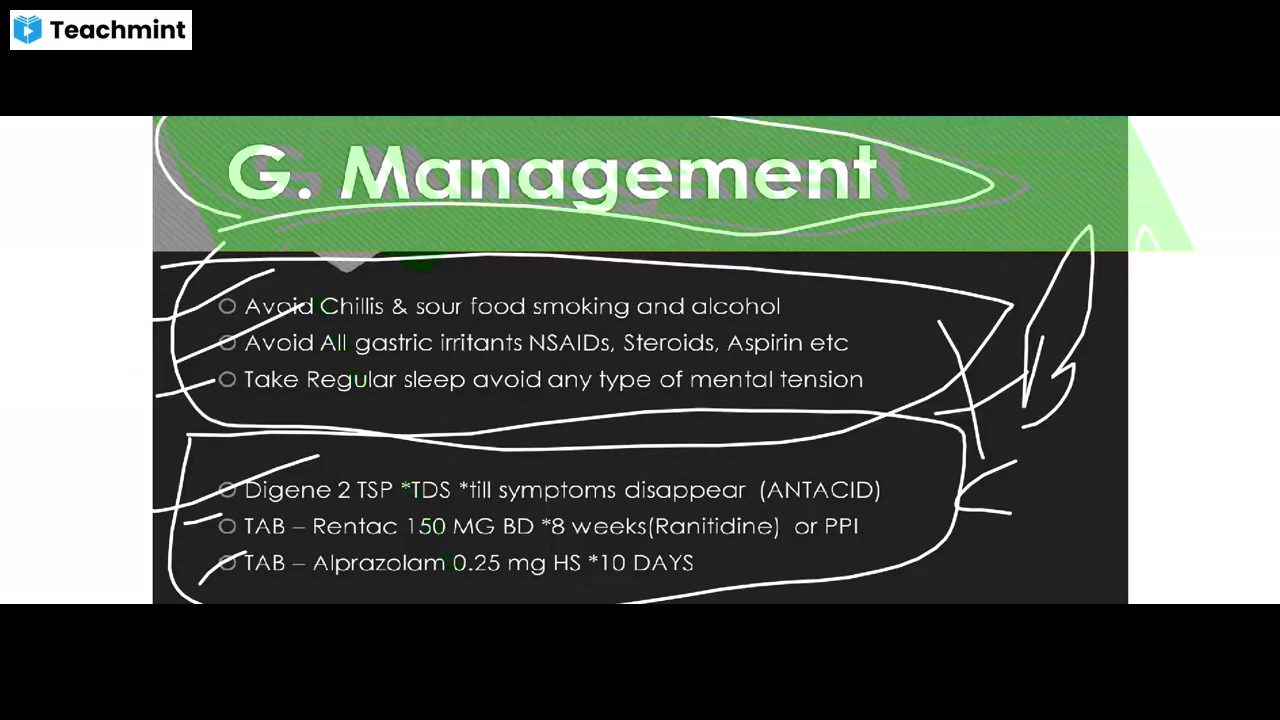 Teachmint
G. Management
Avoid Chillis & sour food smoking and alcohol
Avoid All gastric irritants NSAIDs, Steroids, Aspirin etc
Take Regular sleep avoid any type of mental tension
Digene 2 TSP *TDS *till symptoms disappear (ANTACID)
TAB – Rentac 150 MG BD *8 weeks(Ranitidine) or PPI
TAB – Alprazolam 0.25 mg HS *10 DAYS